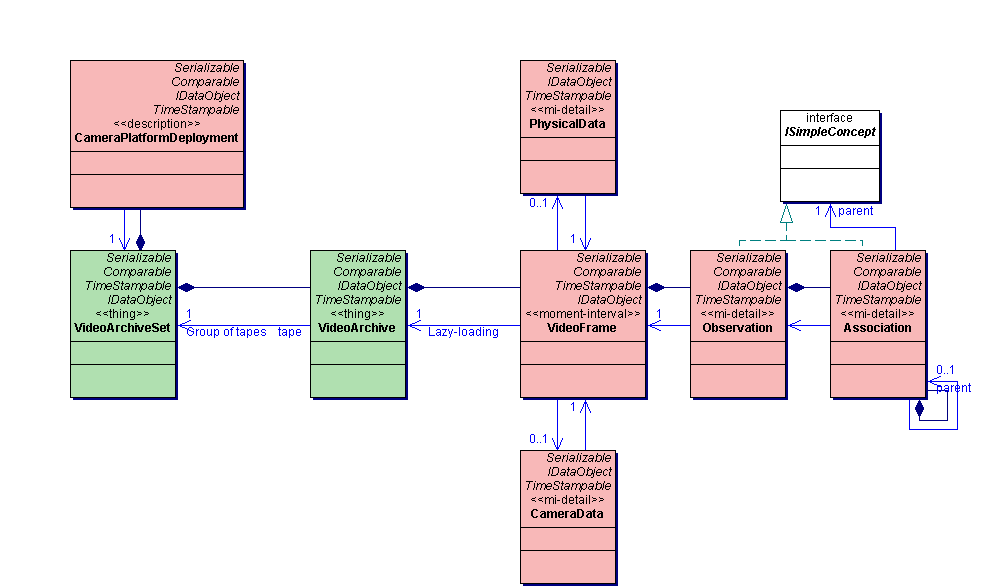 Serializable
Comparable
IDataObject
TimeStampable
<<description>>
CameraPlatformDeployment
Serializable
IDataObject
TimeStampable
<<mi-detail>>
PhysicalData
interface
ISimpleConcept
0..1
1
1
1 parent
Serializable
Comparable
TimeStampable
IDataObject
<<thing>>
VideoArchiveSet
1
Group of tapes tape
Serializable
Comparable
IDataObject
TimeStampable
<<thing>>
VideoArchive
1
Lazy-loading
Serializable
Comparable
TimeStampable
IDataObject
<<moment-interval>>
VideoFrame
1
Serializable
Comparable
IDataObject
TimeStampable
<<mi-detail>>
Observation
Serializable
Comparable
IDataObject
TimeStampable
<<mi-detail>>
Association
0..1
parent
1
0..1
Serializable
IDataObject
TimeStampable
<<mi-detail>>
CameraData